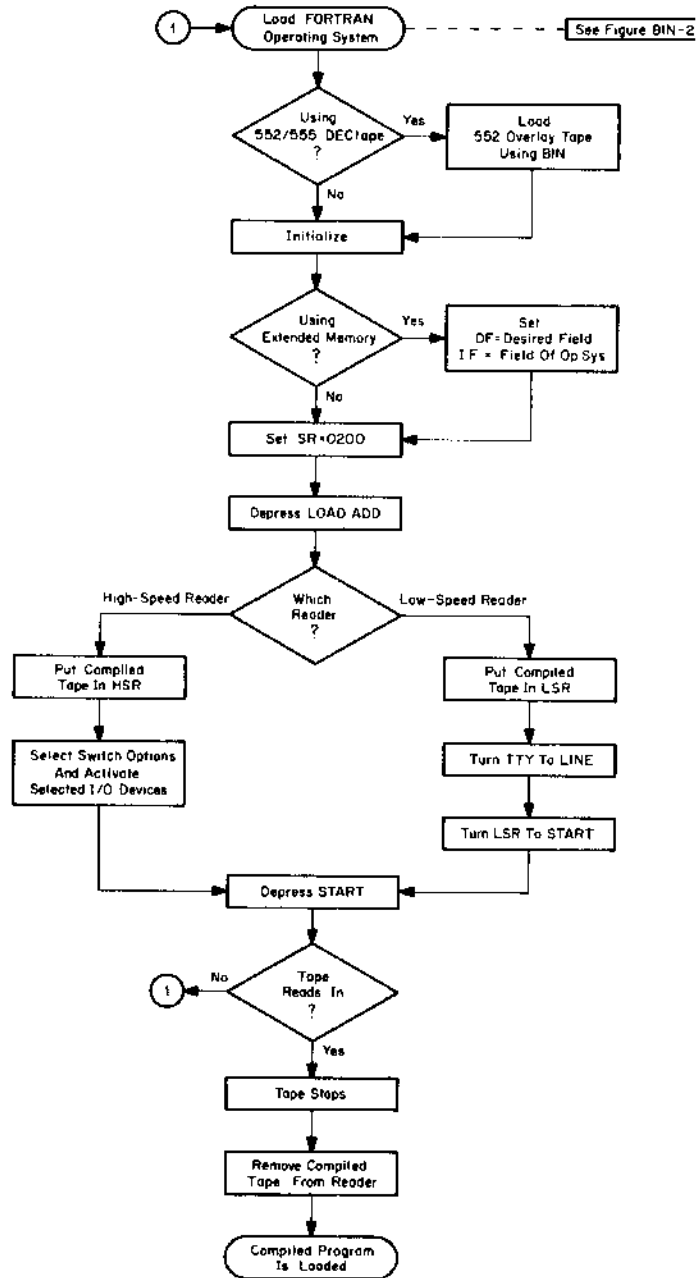 1
Load FORTRAN
Operating System
See Figure BIN-2
Using
552/555 DECtape
?
Yes
Load
552 Overlay Tape
Using BIN
No
Initialize
Using
Extended Memory
?
Yes
Set
DF=Desired Field
IF = Field Of Op Sys
No
Set SR=0200
Depress LOAD ADD
High-Speed Reader
Which
Reader
?
Low-Speed Reader
Put Compiled
Tape In HSR
Put Compiled
Tape In LSR
Select Switch Options
And Activate
Selected I/O Devices
Turn TTY To LINE
Turn LSR To START
Depress START
1
No
Tape
Reads In
?
Yes
Tape Stops
Remove Compiled
Tape From Reader
Compiled Program
Is Loaded